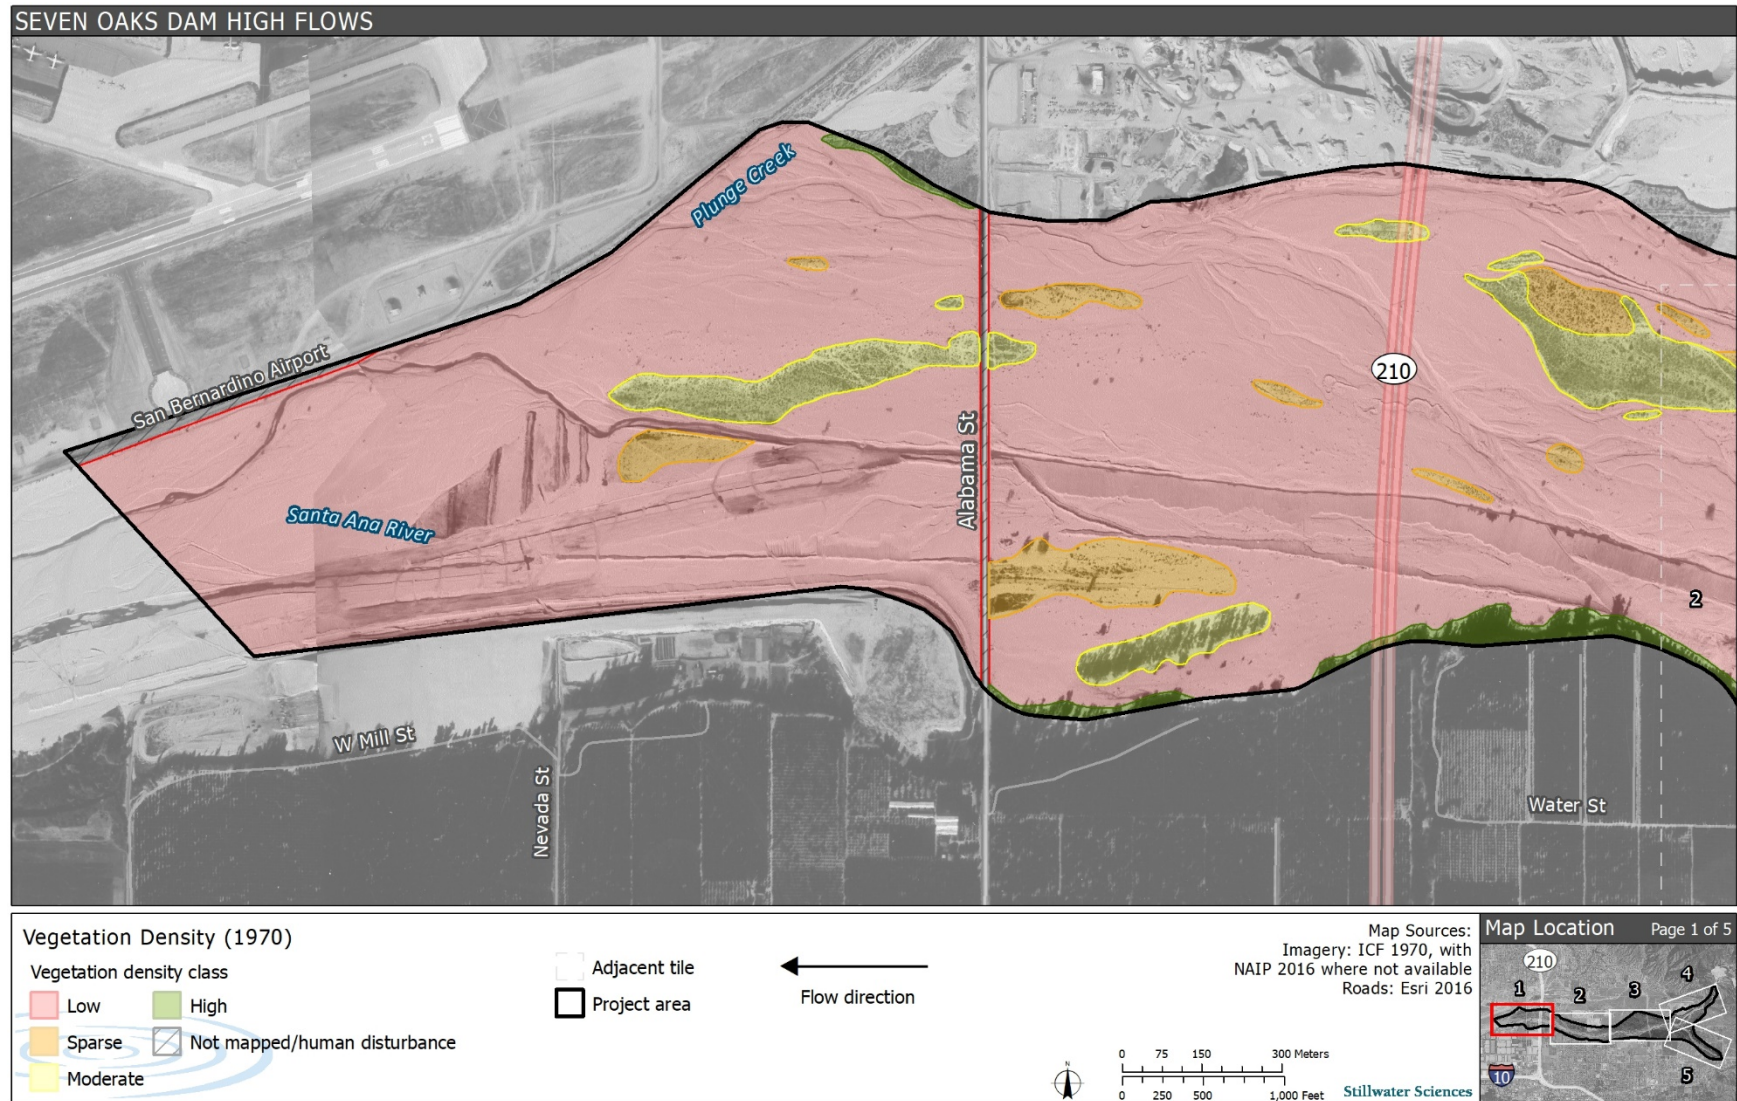 SEVEN OAKS DAM HIGH FLOWS
Plunge Creek
San Bernardino Airport
210
Alabama St
Santa Ana River
2
W Mill St
Nevada St
Water St
Vegetation Density (1970)
Vegetation density class
Low
High
Sparse
Not mapped/human disturbance
Moderate
Adjacent tile
Project area
Flow direction
Map Sources:
Imagery: ICF 1970, with
NAIP 2016 where not available
Roads: Esri 2016
N
0 75 150 300 Meters
0 250 500 1,000 Feet
Stillwater Sciences
Map Location Page 1 of 5
210
1
2
3
4
5
10